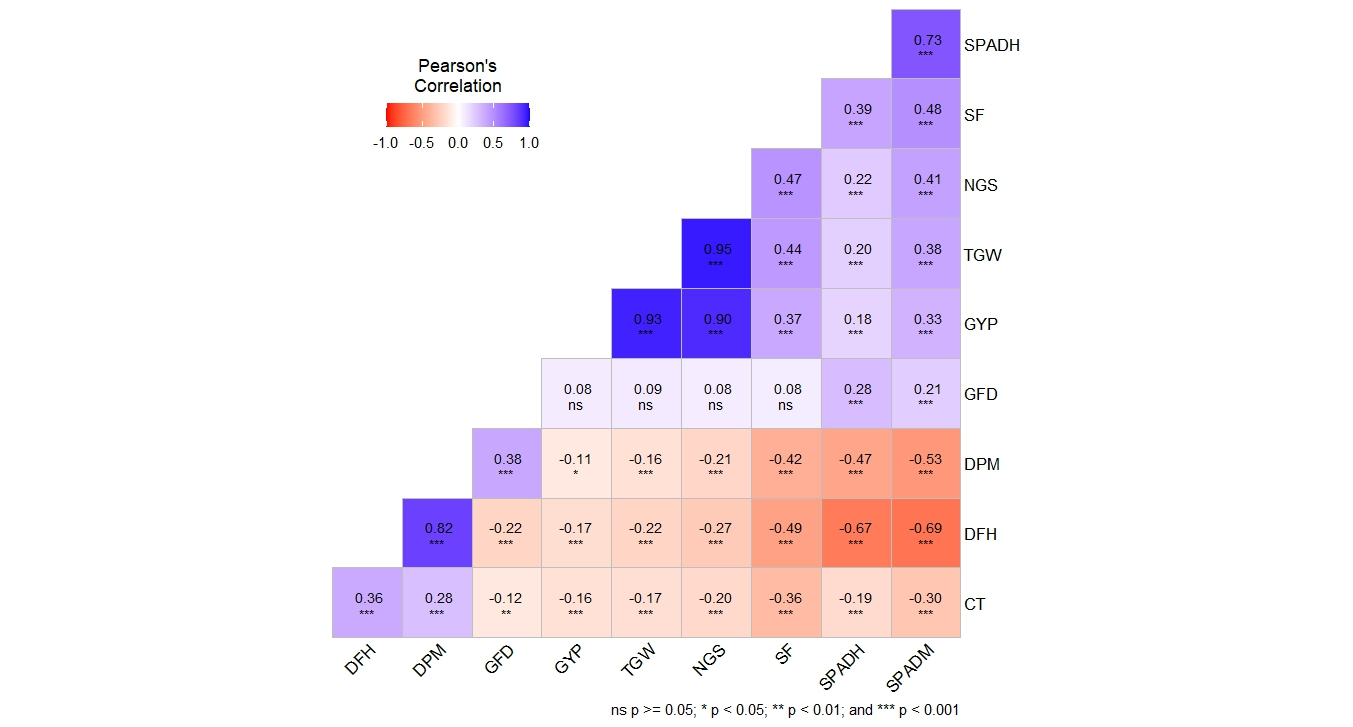 0.73 SPADH
***
Pearson's
Correlation
-1.0 -0.5 0.0 0.5 1.0
0.39 0.48 SF
*** ***
0.47 0.22 0.41 NGS
*** *** ***
0.95 0.44 0.20 0.38 TGW
*** *** *** ***
0.93 0.90 0.37 0.18 0.33 GYP
*** *** *** *** ***
0.08 0.09 0.08 0.08 0.28 0.21 GFD
ns ns ns ns *** ***
0.38 -0.11 -0.16 -0.21 -0.42 -0.47 -0.53 DPM
*** * *** *** *** *** ***
0.82 -0.22 -0.17 -0.22 -0.27 -0.49 -0.67 -0.69 DFH
*** *** *** *** *** *** *** ***
0.36 0.28 -0.12 -0.16 -0.17 -0.20 -0.36 -0.19 -0.30 CT
*** *** ** *** *** *** *** *** ***
DFH DPM GFD GYP TGW NGS SF SPADH SPADM
ns p >= 0.05; * p < 0.05; ** p < 0.01; and *** p < 0.001